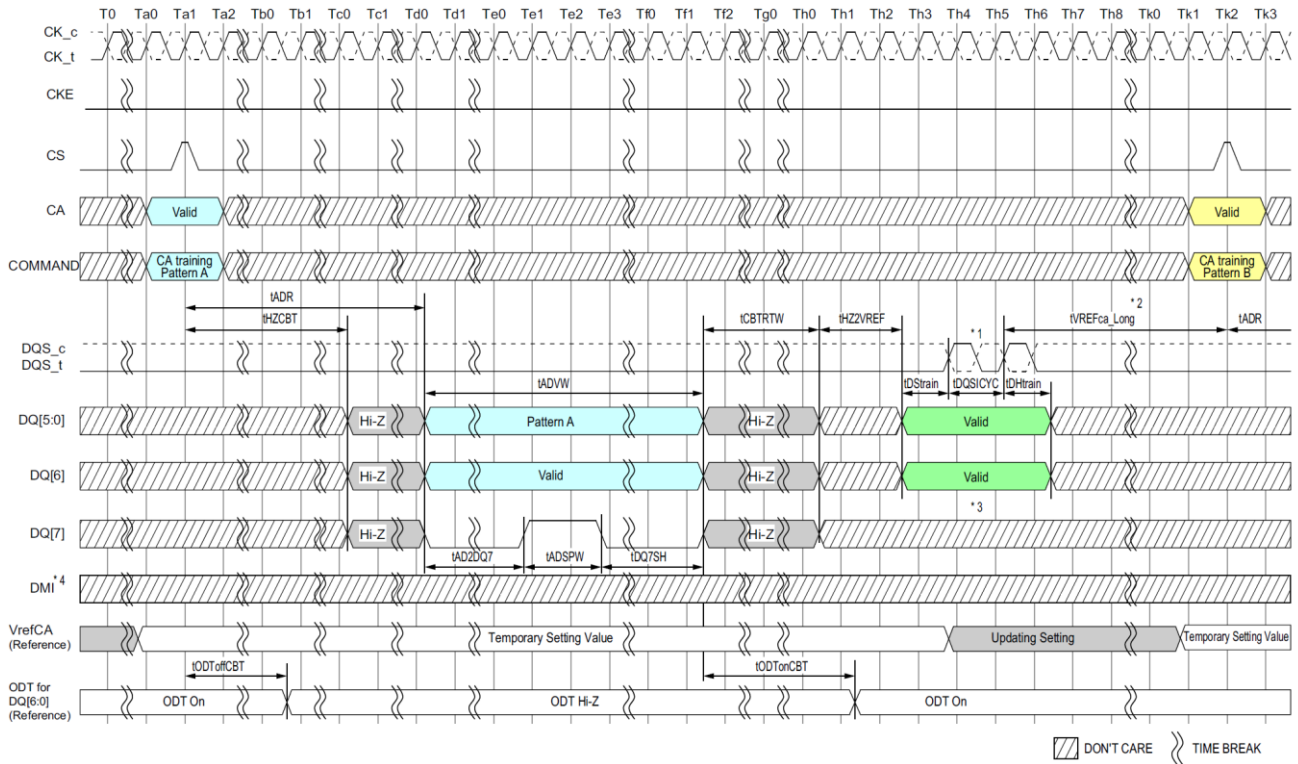 T0 Ta0 Ta1 Ta2 Tb0 Tb1 Tc0 Tc1 Td0 Td1 Te0 Te1 Te2 Te3 Tf0 Tf1 Tf2 Tg0 Th0 Th1 Th2 Th3 Th4 Th5 Th6 Th7 Th8 Tk0 Tk1 Tk2 Tk3
CK_c
CK_t
CKE
CS
CA Valid Valid
COMMAND CA training Pattern A CA training Pattern B
tADR * 2
tHZCBT tCBTRTW tHZ2VREF tVREFca_Long tADR
* 1
DQS_c
DQS_t
tADVW tDStrain tDQSICYC tDHtrain
DQ[5:0] Hi-Z Pattern A Hi-Z Valid
DQ[6] Hi-Z Valid Hi-Z Valid
* 3
DQ[7] Hi-Z Hi-Z
tAD2DQ7 tADSPW tDQ7SH
DMI * 4
VrefCA
(Reference) Temporary Setting Value Updating Setting Temporary Setting Value
tODToffCBT tODTonCBT
ODT for
DQ[6:0] ODT On ODT Hi-Z ODT On
(Reference)
DON'T CARE TIME BREAK